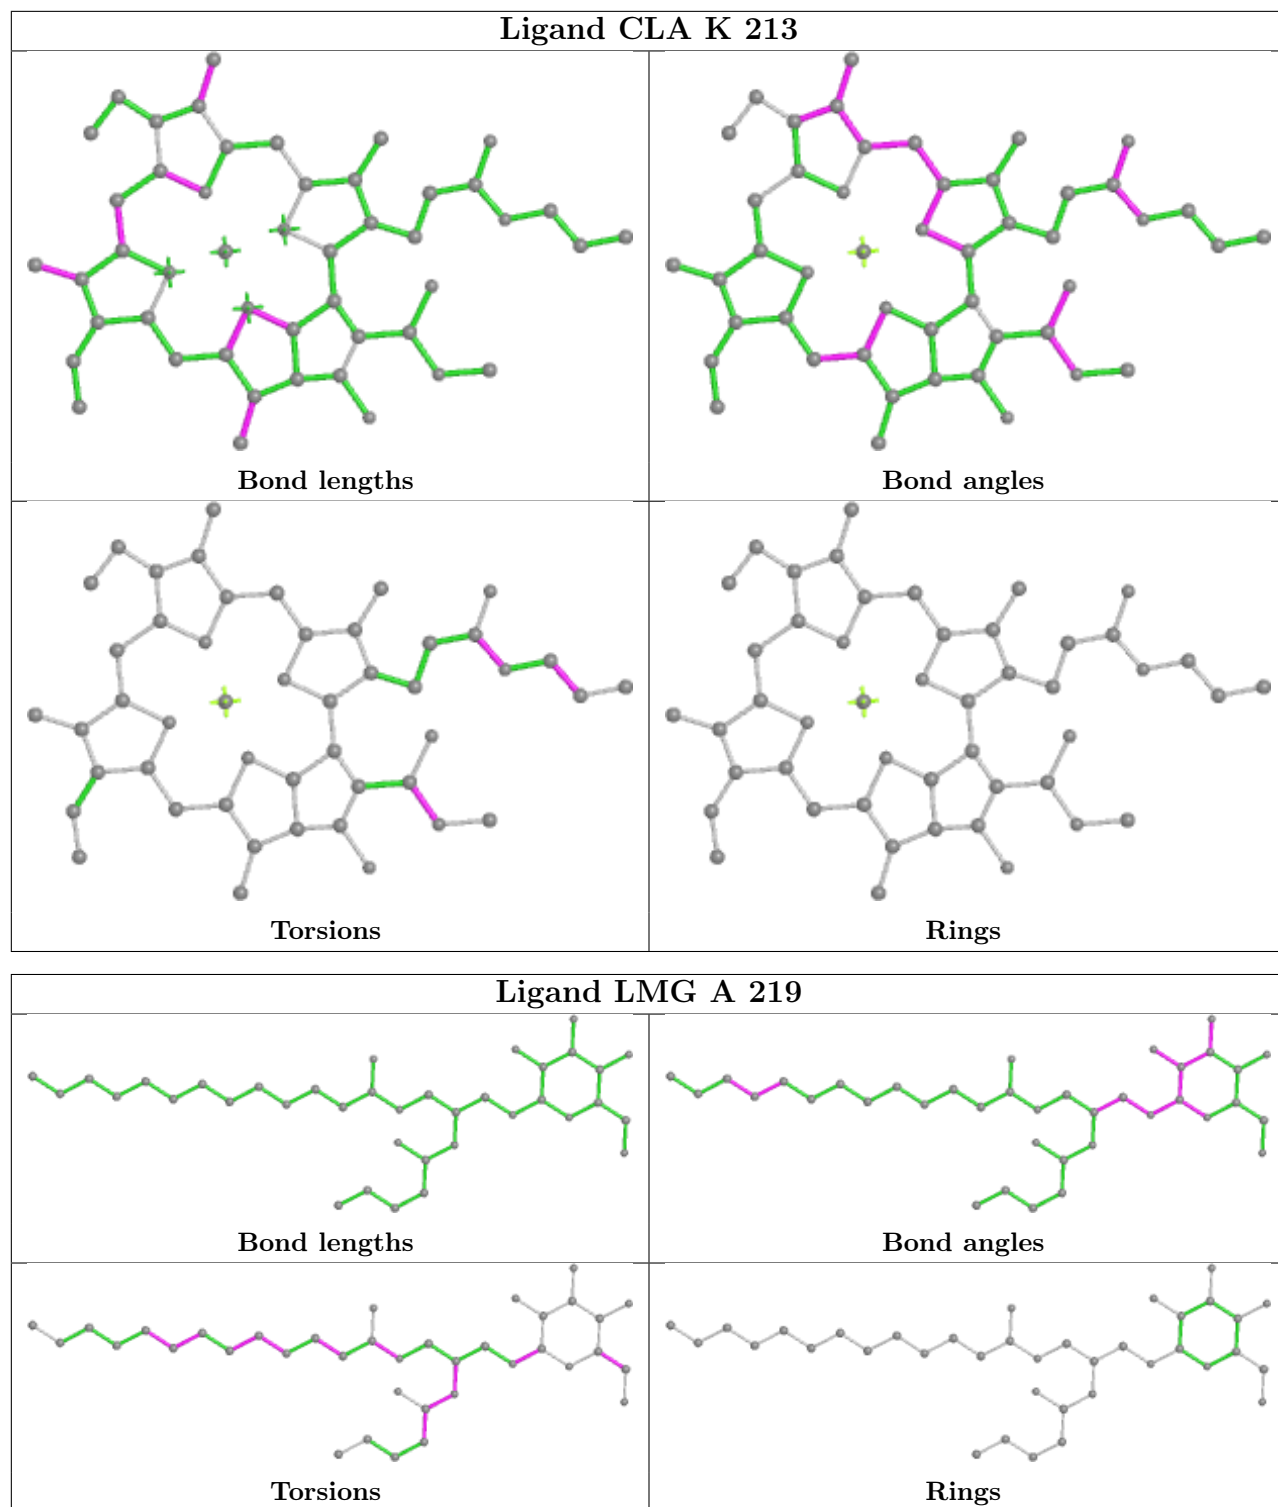 Ligand CLA K 213
Bond lengths
Bond angles
Torsions
Rings
Ligand LMG A 219
Bond lengths
Bond angles
Torsions
Rings